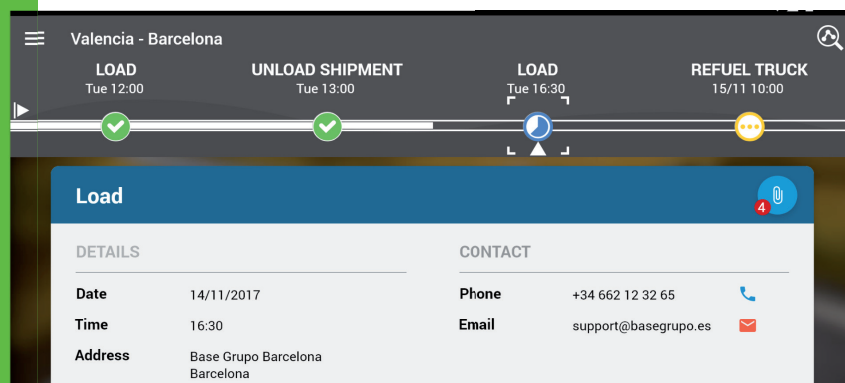 Valencia - Barcelona
LOAD
Tue 12:00
UNLOAD SHIPMENT
Tue 13:00
LOAD
Tue 16:30
REFUEL TRUCK
15/11 10:00
Load
4
DETAILS
Date 14/11/2017
Time 16:30
Address Base Grupo Barcelona
Barcelona
CONTACT
Phone +34 662 12 32 65
Email support@basegrupo.es